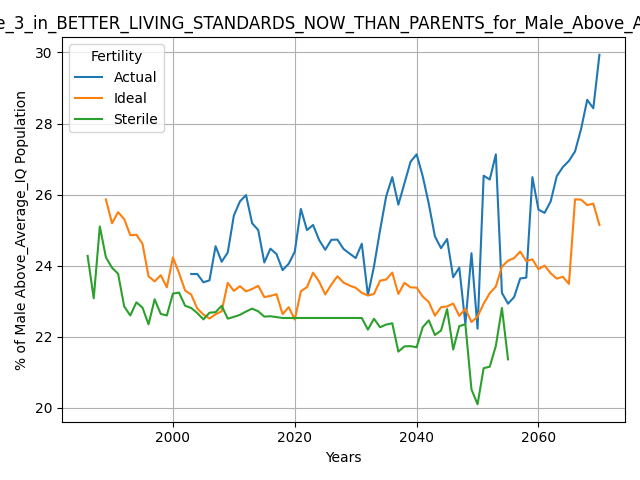 e_3_in_BETTER_LIVING_STANDARDS_NOW_THAN_PARENTS_for_Male_Above_A
Fertility
Actual
Ideal
Sterile
% of Male Above_Average_IQ Population
30
28
26
24
22
20
2000 2020 2040 2060
Years